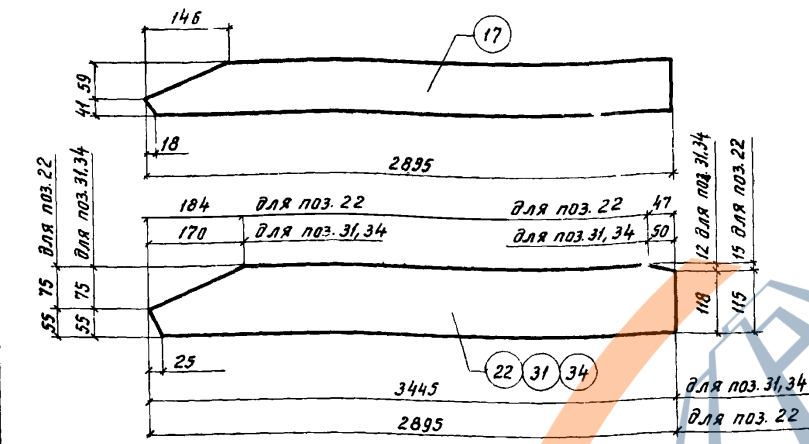 146
17
59
41
18
2895
для поз. 22
для поз. 31,34
184 для поз. 22
170 для поз. 31,34
для поз. 22 47
для поз. 31, 34 50
12 для поз. 31,34
15 для поз. 22
75
75
55
55
118
115
25
22 31 34
3445 для поз. 31,34
2895 для поз. 22